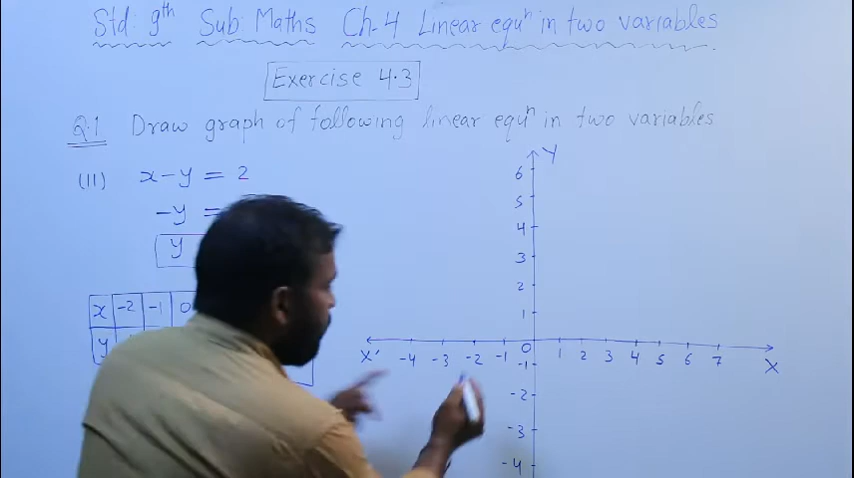 Std: 9th Sub: Maths Ch-4 Linear equn in two variables
Exercise 4.3
Q.1 Draw graph of following linear equn in two variables
(II) x-y = 2
-y =
y
x -2 -1 0
y
Y
6
5
4
3
2
1
X' -4 -3 -2 -1 0 1 2 3 4 5 6 7 X
-1
-2
-3
-4